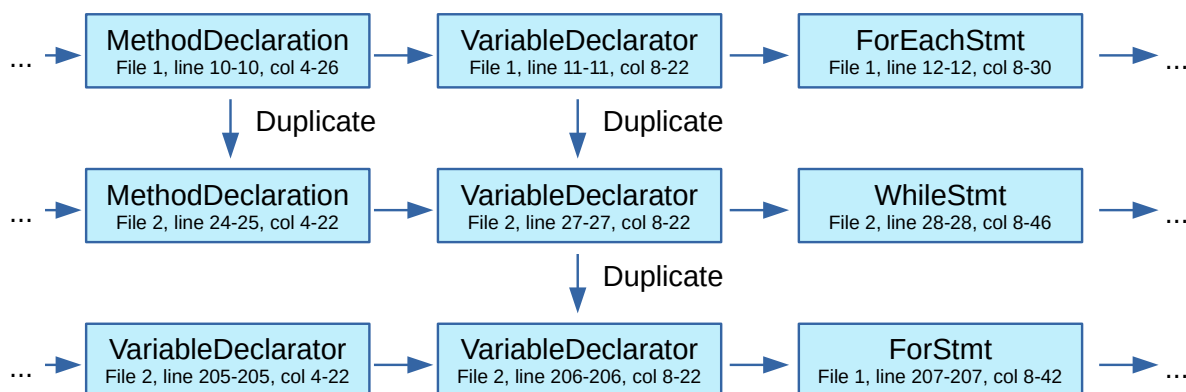 ... MethodDeclaration VariableDeclarator ForEachStmt ...
File 1, line 10-10, col 4-26 File 1, line 11-11, col 8-22 File 1, line 12-12, col 8-30
Duplicate Duplicate
... MethodDeclaration VariableDeclarator WhileStmt ...
File 2, line 24-25, col 4-22 File 2, line 27-27, col 8-22 File 2, line 28-28, col 8-46
Duplicate
... VariableDeclarator VariableDeclarator ForStmt ...
File 2, line 205-205, col 4-22 File 2, line 206-206, col 8-22 File 1, line 207-207, col 8-42